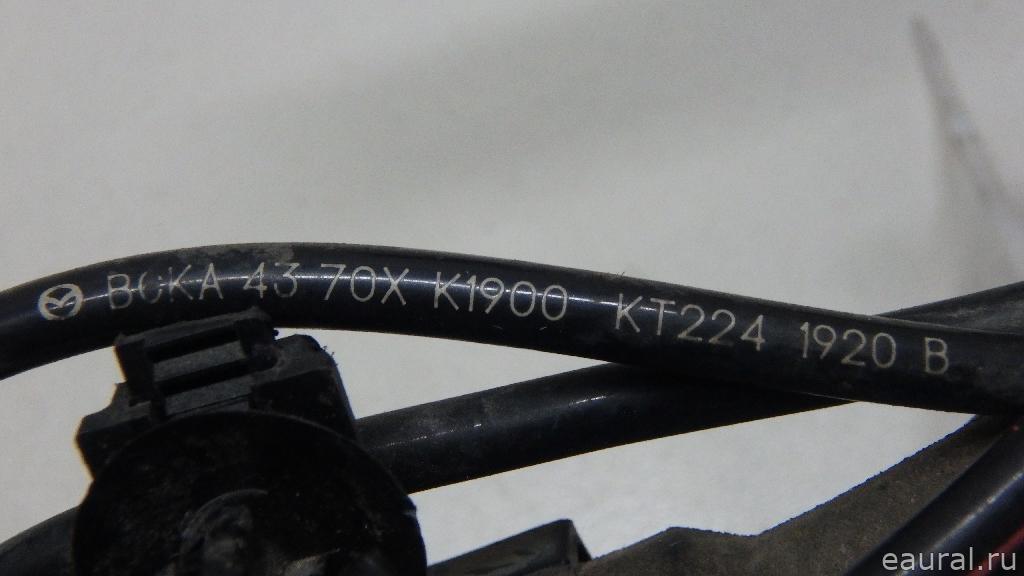 BCKA 43 70X K1900 KT224 1920 B
eaural.ru